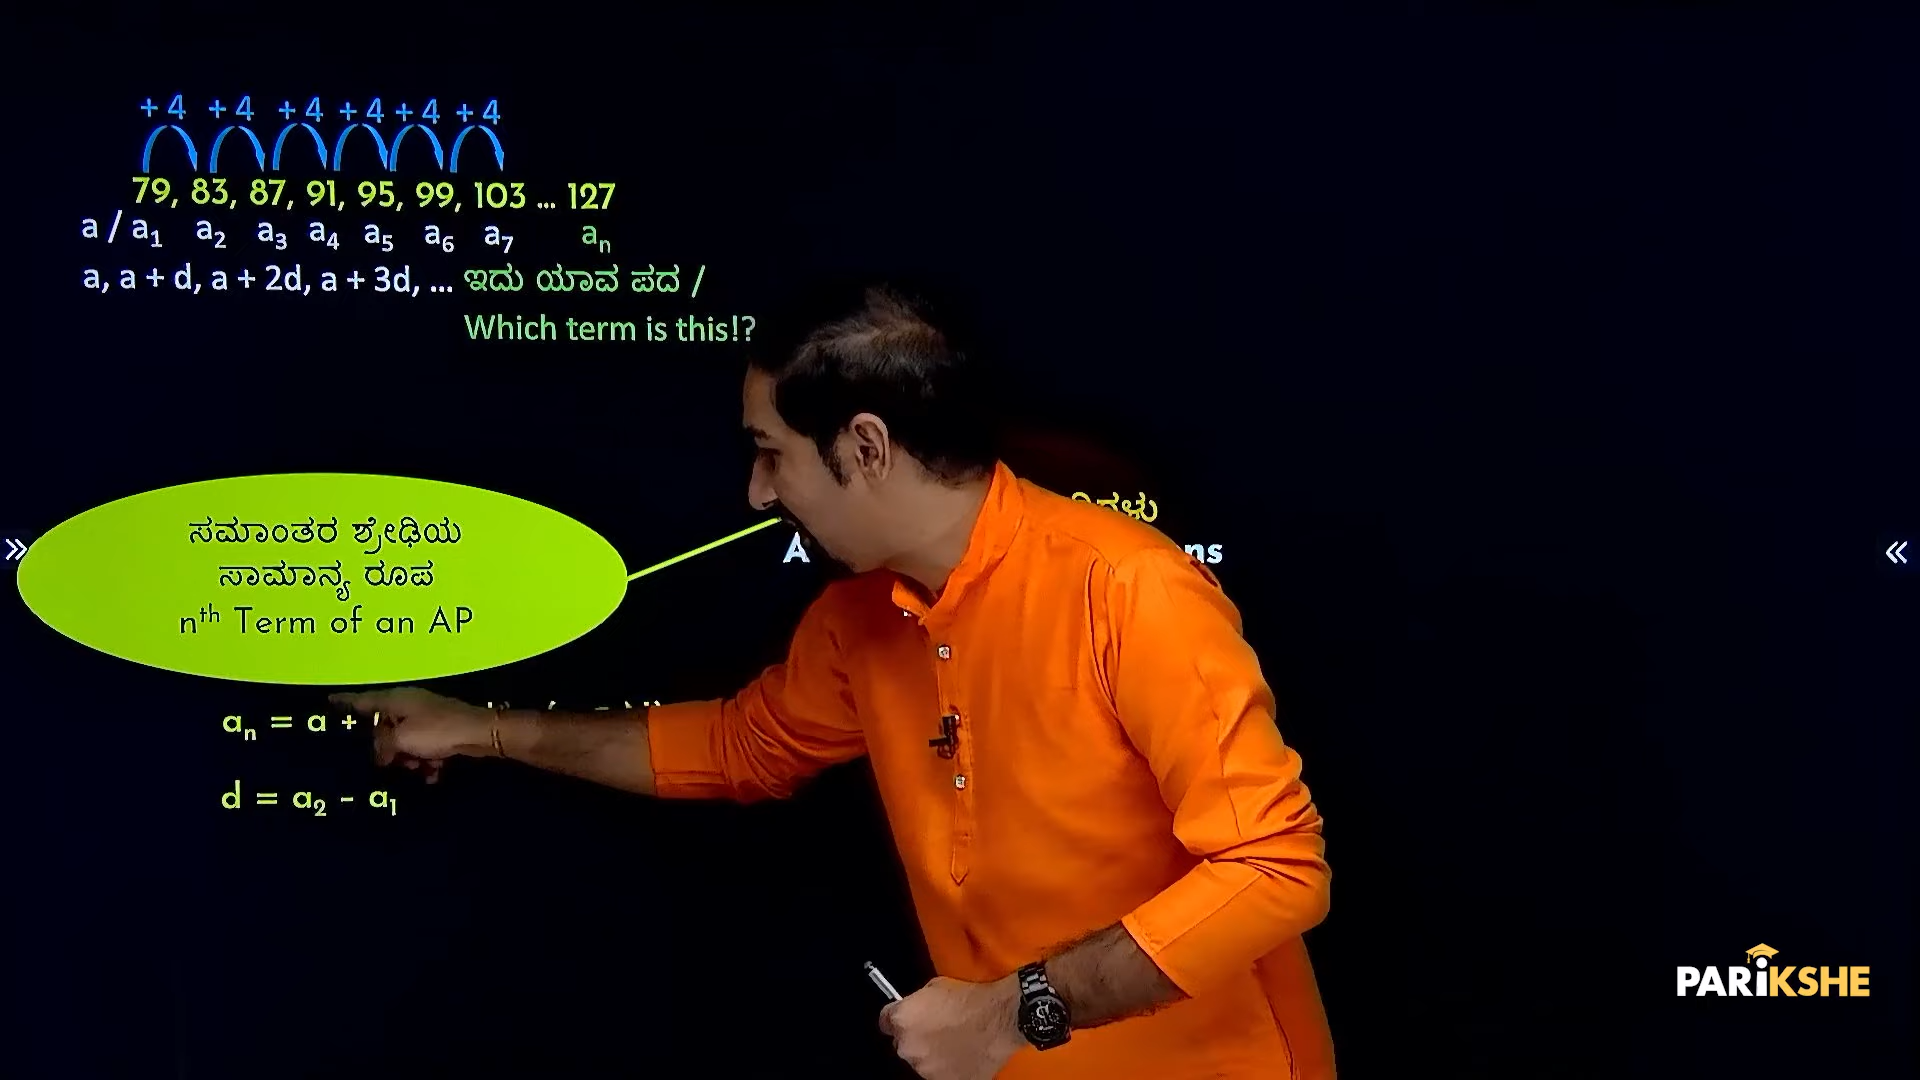 + 4 + 4 + 4 + 4 + 4 + 4
79, 83, 87, 91, 95, 99, 103 ... 127
a / a₁ a₂ a₃ a₄ a₅ a₆ a₇ aₙ
a, a + d, a + 2d, a + 3d, ... ಇದು ಯಾವ ಪದ /
Which term is this!?
ಸಮಾಂತರ ಶ್ರೇಢಿಯ
ಸಾಮಾನ್ಯ ರೂಪ
nᵗʰ Term of an AP
aₙ = a +
d = a₂ - a₁
PARiKSHE